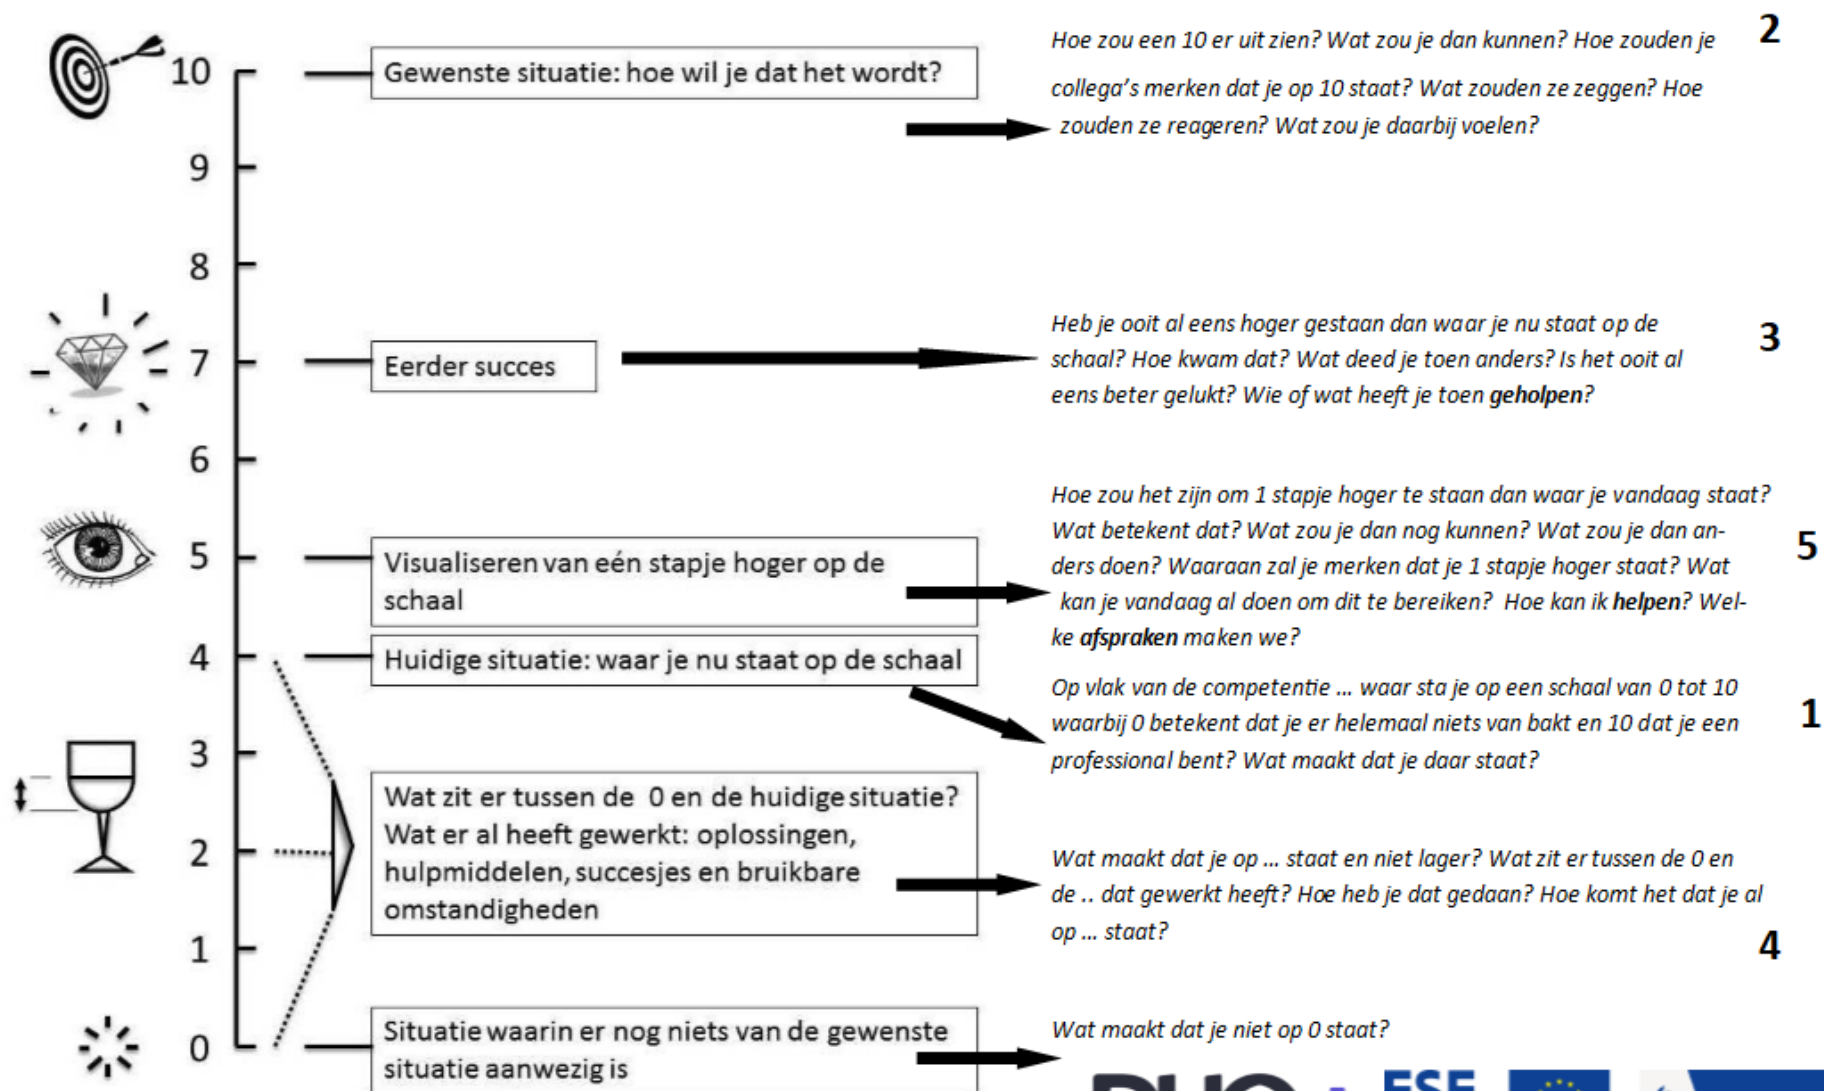 10
Gewenste situatie: hoe wil je dat het wordt?
Hoe zou een 10 er uit zien? Wat zou je dan kunnen? Hoe zouden je
collega's merken dat je op 10 staat? Wat zouden ze zeggen? Hoe
zouden ze reageren? Wat zou je daarbij voelen?
2
9
8
7
Eerder succes
Heb je ooit al eens hoger gestaan dan waar je nu staat op de
schaal? Hoe kwam dat? Wat deed je toen anders? Is het ooit al
eens beter gelukt? Wie of wat heeft je toen geholpen?
3
6
5
Visualiseren van eén stapje hoger op de
schaal
Hoe zou het zijn om 1 stapje hoger te staan dan waar je vandaag staat?
Wat betekent dat? Wat zou je dan nog kunnen? Wat zou je dan an-
ders doen? Waaraan zal je merken dat je 1 stapje hoger staat? Wat
kan je vandaag al doen om dit te bereiken? Hoe kan ik helpen? Wel-
ke afspraken maken we?
5
4
Huidige situatie: waar je nu staat op de schaal
Op vlak van de competentie ... waar sta je op een schaal van 0 tot 10
waarbij 0 betekent dat je er helemaal niets van bakt en 10 dat je een
professional bent? Wat maakt dat je daar staat?
1
3
2
Wat zit er tussen de 0 en de huidige situatie?
Wat er al heeft gewerkt: oplossingen,
hulpmiddelen, succesjes en bruikbare
omstandigheden
Wat maakt dat je op ... staat en niet lager? Wat zit er tussen de 0 en
de .. dat gewerkt heeft? Hoe heb je dat gedaan? Hoe komt het dat je al
op ... staat?
4
1
0
Situatie waarin er nog niets van de gewenste
situatie aanwezig is
Wat maakt dat je niet op 0 staat?